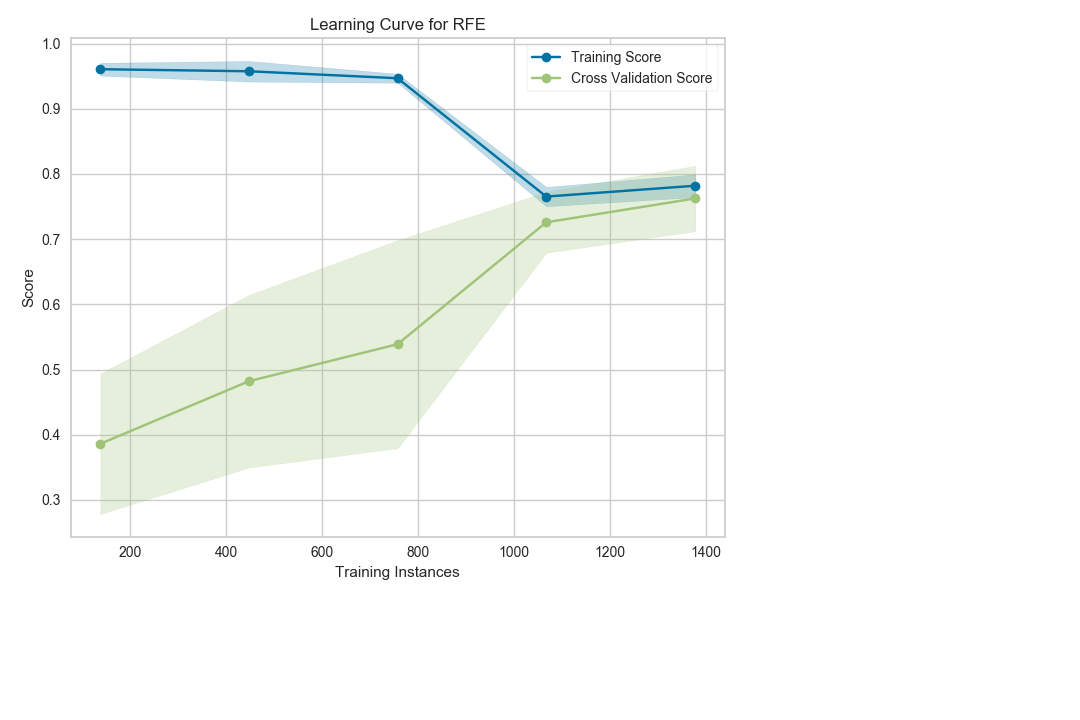 Learning Curve for RFE
Training Score
Cross Validation Score
1.0
0.9
0.8
0.7
0.6
0.5
0.4
0.3
Score
200 400 600 800 1000 1200 1400
Training Instances